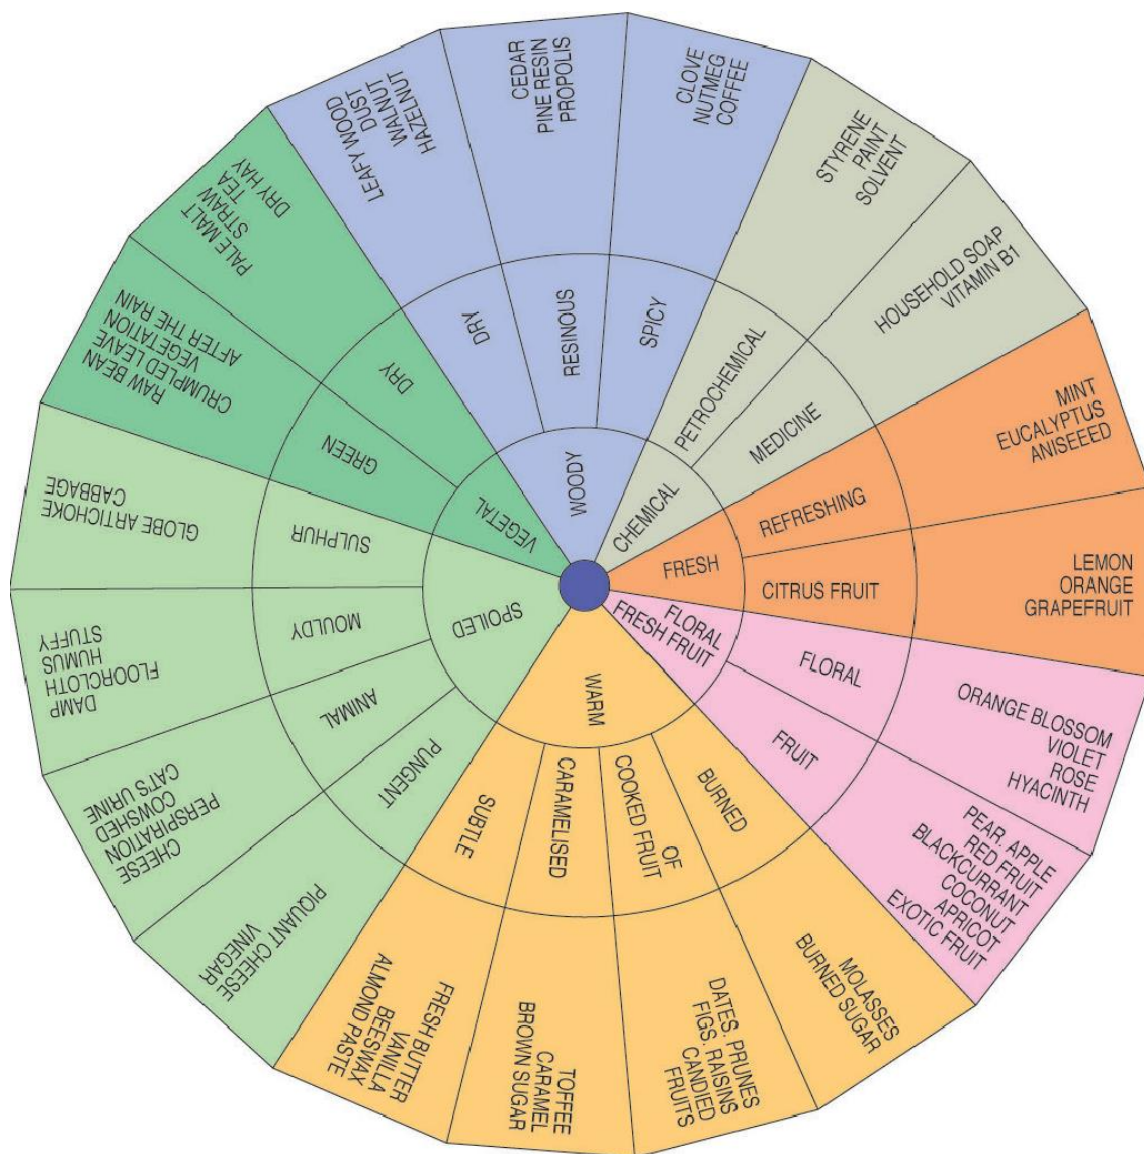 WOODY
DRY
LEAFY WOOD
DUST
WALNUT
HAZELNUT
RESINOUS
CEDAR
PINE RESIN
PROPOLIS
SPICY
CLOVE
NUTMEG
COFFEE
CHEMICAL
PETROCHEMICAL
STYRENE
PAINT
SOLVENT
MEDICINE
HOUSEHOLD SOAP
VITAMIN B1
FRESH
REFRESHING
MINT
EUCALYPTUS
ANISEEED
CITRUS FRUIT
LEMON
ORANGE
GRAPEFRUIT
FLORAL
FRESH FRUIT
FLORAL
ORANGE BLOSSOM
VIOLET
ROSE
HYACINTH
FRUIT
PEAR. APPLE
RED FRUIT
BLACKCURRANT
COCONUT
APRICOT
EXOTIC FRUIT
WARM
BURNED
MOLASSES
BURNED SUGAR
OF
COOKED FRUIT
DATES. PRUNES
FIGS. RAISINS
CANDIED
FRUITS
CARAMELISED
TOFFEE
CARAMEL
BROWN SUGAR
SUBTLE
FRESH BUTTER
VANILLA
BEESWAX
ALMOND PASTE
SPOILED
PUNGENT
PIQUANT CHEESE
VINEGAR
ANIMAL
CHEESE
PERSPIRATION
COWSHED
CAT'S URINE
MOULDY
DAMP
FLOORCLOTH
HUMUS
STUFFY
SULPHUR
GLOBE ARTICHOKE
CABBAGE
VEGETAL
GREEN
RAW BEAN
CRUMPLED LEAVE
VEGETATION
AFTER THE RAIN
DRY
PALE MALT
STRAW
TEA
DRY HAY